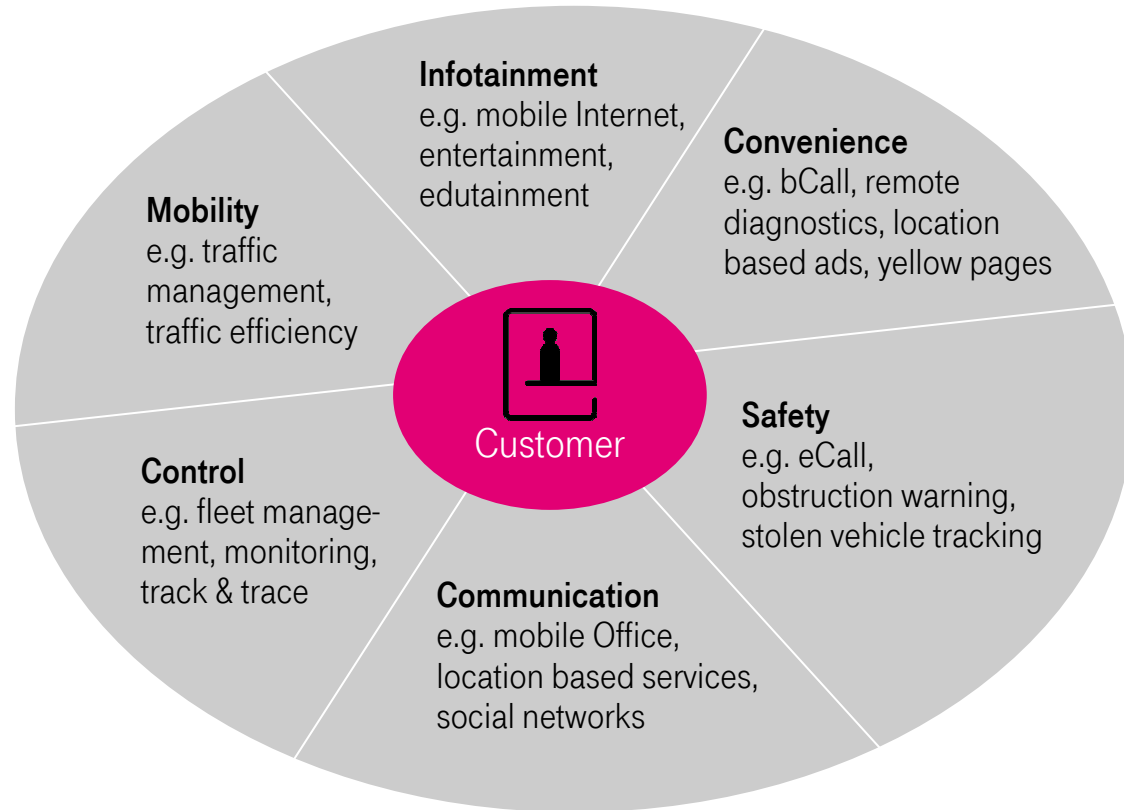 Infotainment
e.g. mobile Internet,
entertainment,
edutainment
Convenience
e.g. bCall, remote
diagnostics, location
based ads, yellow pages
Mobility
e.g. traffic
management,
traffic efficiency
Customer
Safety
e.g. eCall,
obstruction warning,
stolen vehicle tracking
Control
e.g. fleet manage-
ment, monitoring,
track & trace
Communication
e.g. mobile Office,
location based services,
social networks